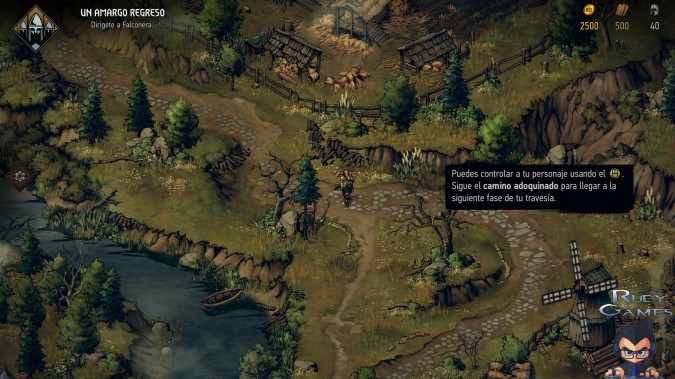 UN AMARGO REGRESO
Dirígete a Falconera.
2500 500 40
Puedes controlar a tu personaje usando el .
Sigue el camino adoquinado para llegar a la
siguiente fase de tu travesía.
Ruby
Games